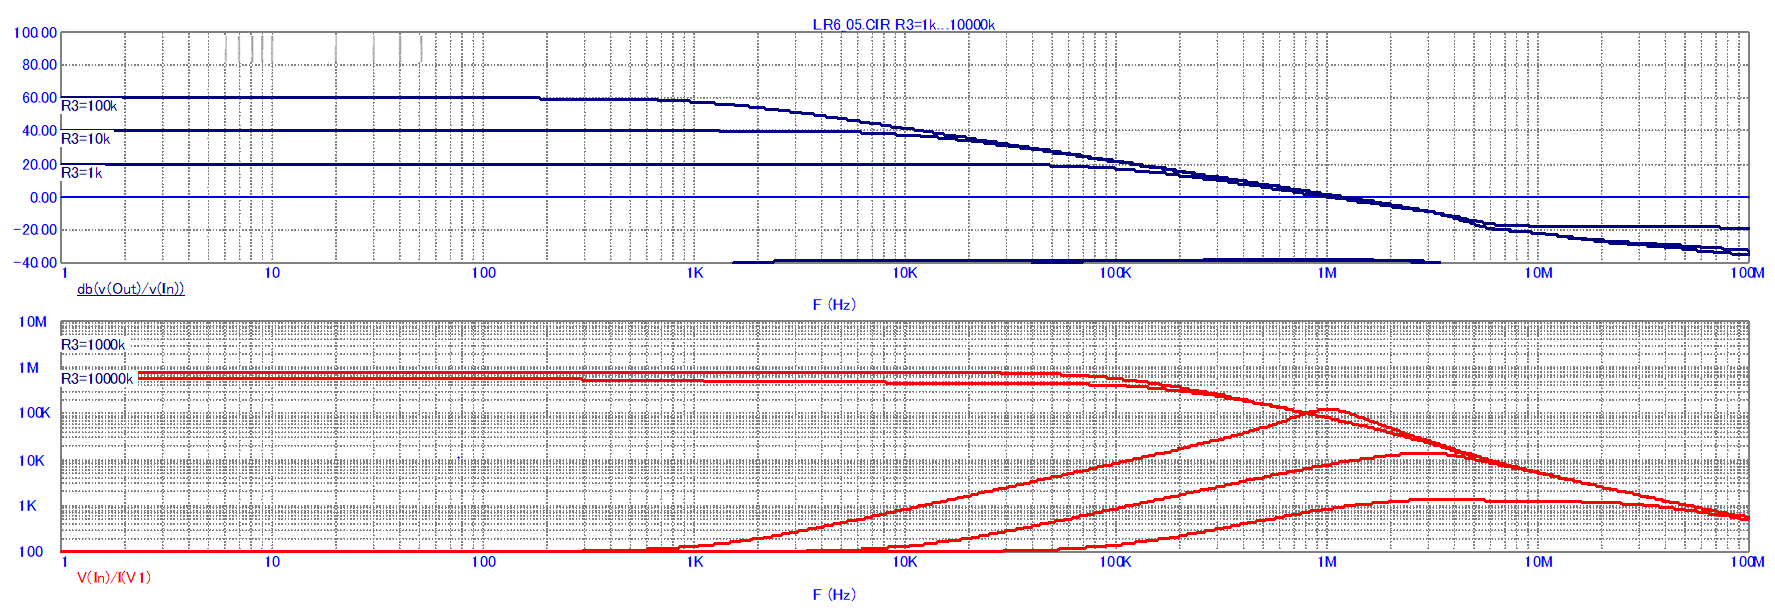 LR6_05.CIR R3=1k...10000k
100.00
80.00
60.00
R3=100k
40.00
R3=10k
20.00
R3=1k
0.00
-20.00
-40.00
1 10 100 1K 10K 100K 1M 10M 100M
db(v(Out)/v(In))
F (Hz)
10M
R3=1000k
1M
R3=10000k
100K
10K
1K
100
1 10 100 1K 10K 100K 1M 10M 100M
V(In)/I(V1)
F (Hz)